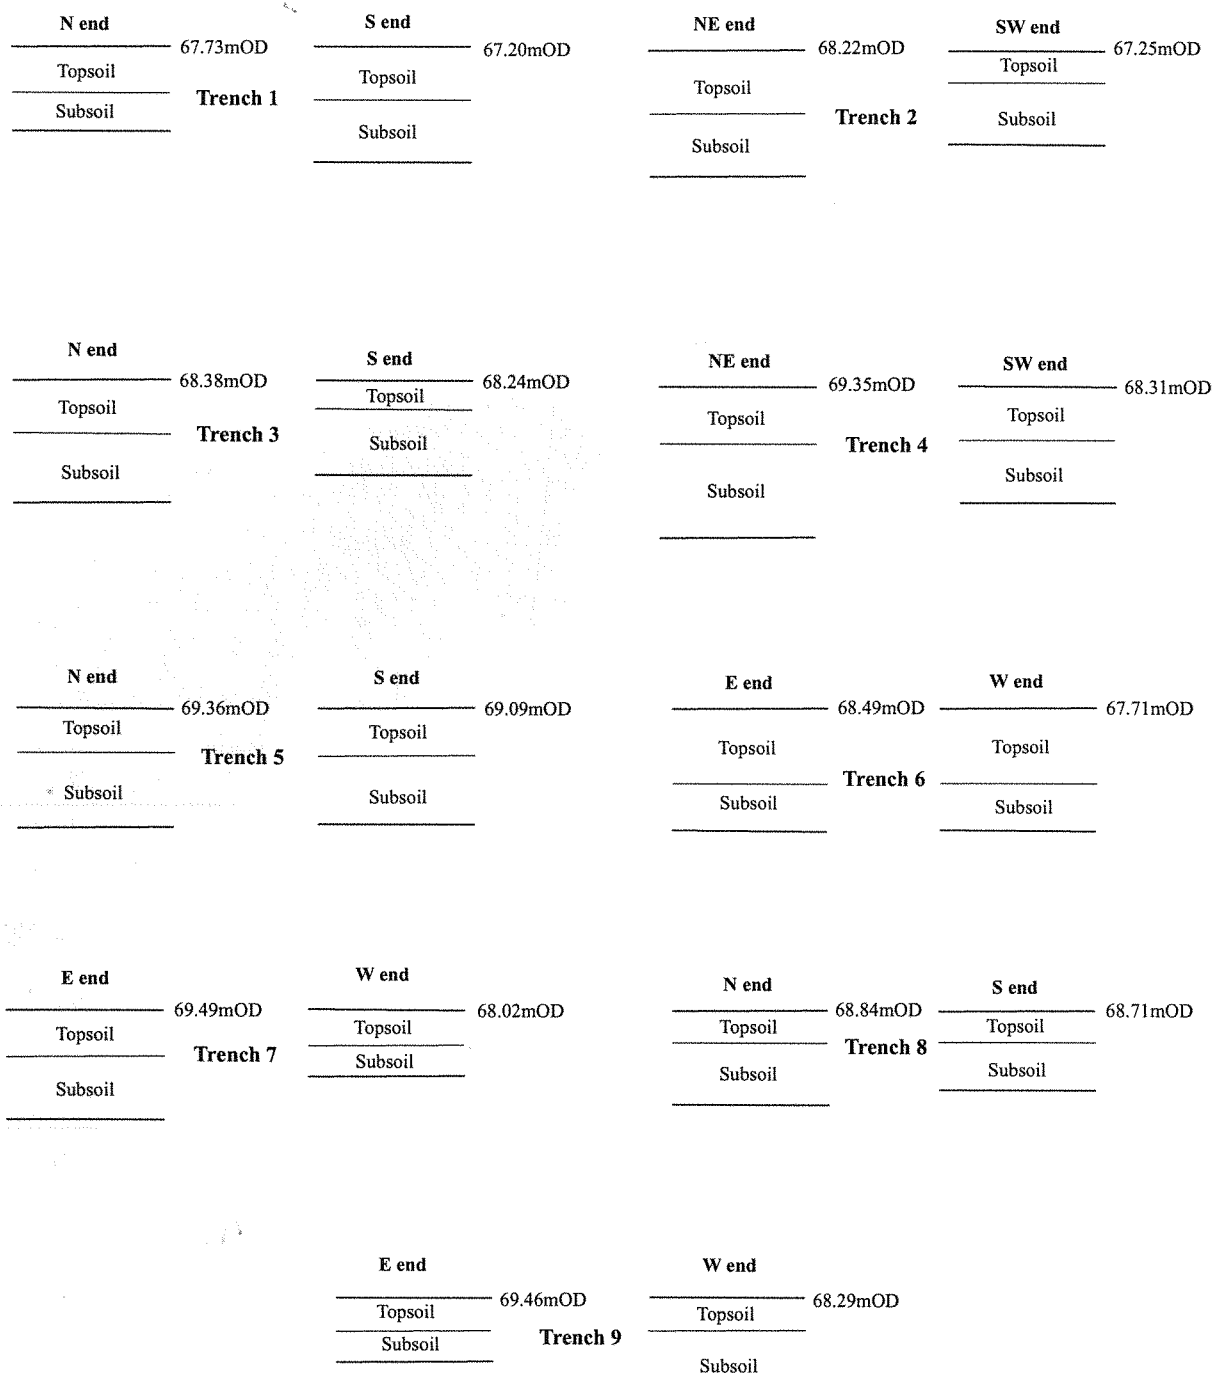 N end
S end
NE end
SW end
67.73mOD
67.20mOD
68.22mOD
67.25mOD
Topsoil
Topsoil
Topsoil
Topsoil
Trench 1
Trench 2
Subsoil
Subsoil
Subsoil
Subsoil
N end
S end
NE end
SW end
68.38mOD
68.24mOD
69.35mOD
68.31mOD
Topsoil
Topsoil
Topsoil
Topsoil
Trench 3
Trench 4
Subsoil
Subsoil
Subsoil
Subsoil
N end
S end
E end
W end
69.36mOD
69.09mOD
68.49mOD
67.71mOD
Topsoil
Topsoil
Topsoil
Topsoil
Trench 5
Trench 6
Subsoil
Subsoil
Subsoil
Subsoil
E end
W end
N end
S end
69.49mOD
68.02mOD
68.84mOD
68.71mOD
Topsoil
Topsoil
Topsoil
Topsoil
Trench 7
Trench 8
Subsoil
Subsoil
Subsoil
Subsoil
E end
W end
69.46mOD
68.29mOD
Topsoil
Topsoil
Trench 9
Subsoil
Subsoil